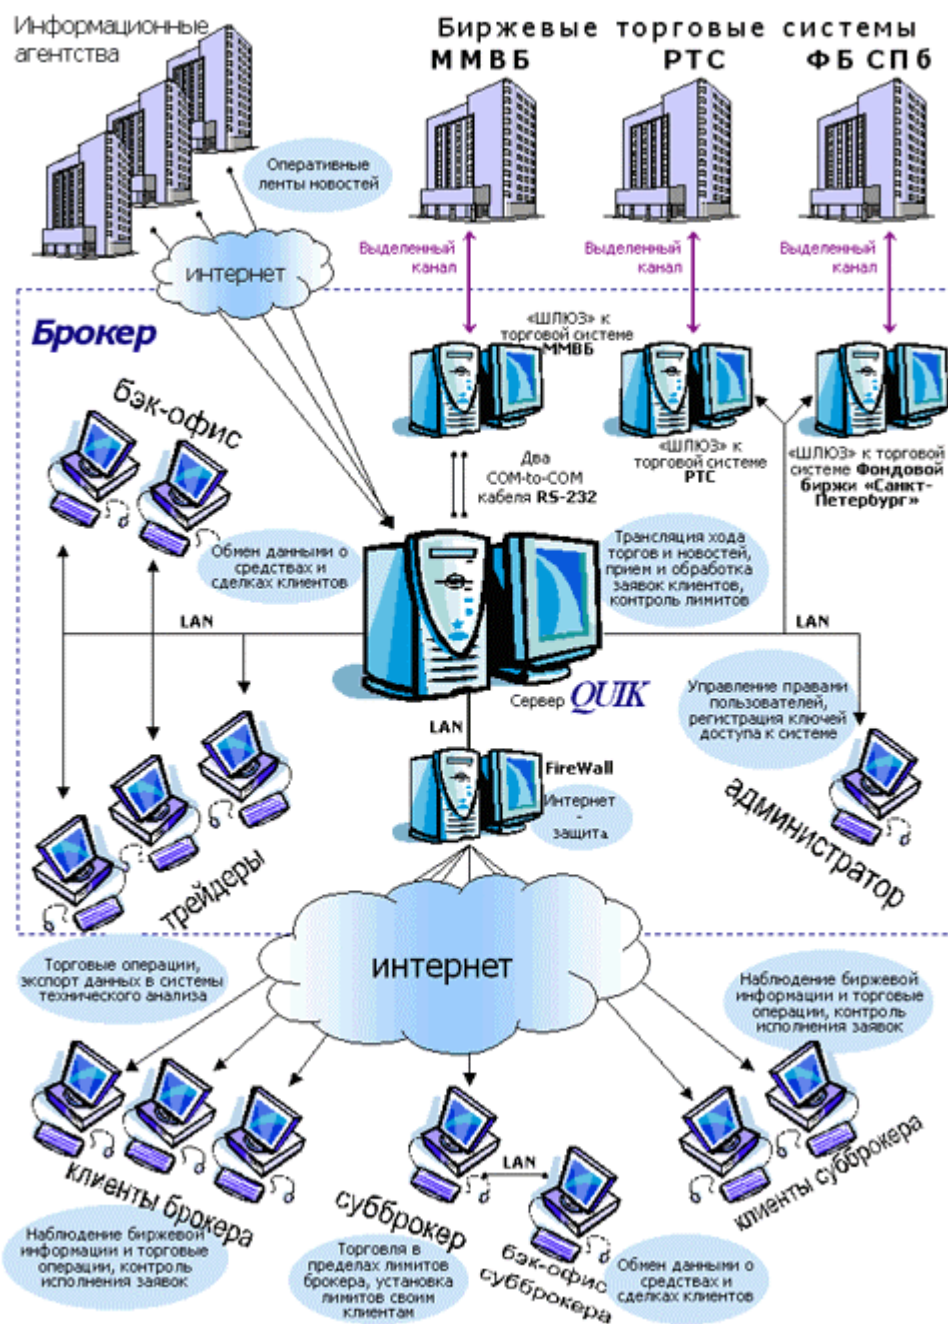 Информационные
агентства
Биржевые торговые системы
ММВБ
РТС
ФБ СПб
Оперативные
ленты новостей
Выделенный
канал
Выделенный
канал
Выделенный
канал
интернет
Брокер
«ШЛЮЗ» к
торговой системе
ММВБ
бэк-офис
«ШЛЮЗ» к
торговой системе
РТС
«ШЛЮЗ» к торговой
системе Фондовой
биржи «Санкт-
Петербург»
Два
COM-to-COM
кабеля RS-232
Обмен данными о
средствах и
сделках клиентов
Трансляция хода
торгов и новостей,
прием и обработка
заявок клиентов,
контроль лимитов
LAN
LAN
Сервер QUIK
Управление правами
пользователей,
регистрация ключей
доступа к системе
LAN
FireWall
Интернет
-
защита
трейдеры
администратор
интернет
Торговые операции,
экспорт данных в системы
технического анализа
Наблюдение биржевой
информации и торговые
операции, контроль
исполнения заявок
клиенты брокера
субброкер
LAN
бэк-офис
субброкера
клиенты субброкера
Наблюдение биржевой
информации и торговые
операции, контроль
исполнения заявок
Торговля в
пределах лимитов
брокера, установка
лимитов своим
клиентам
Обмен данными о
средствах и
сделках клиентов